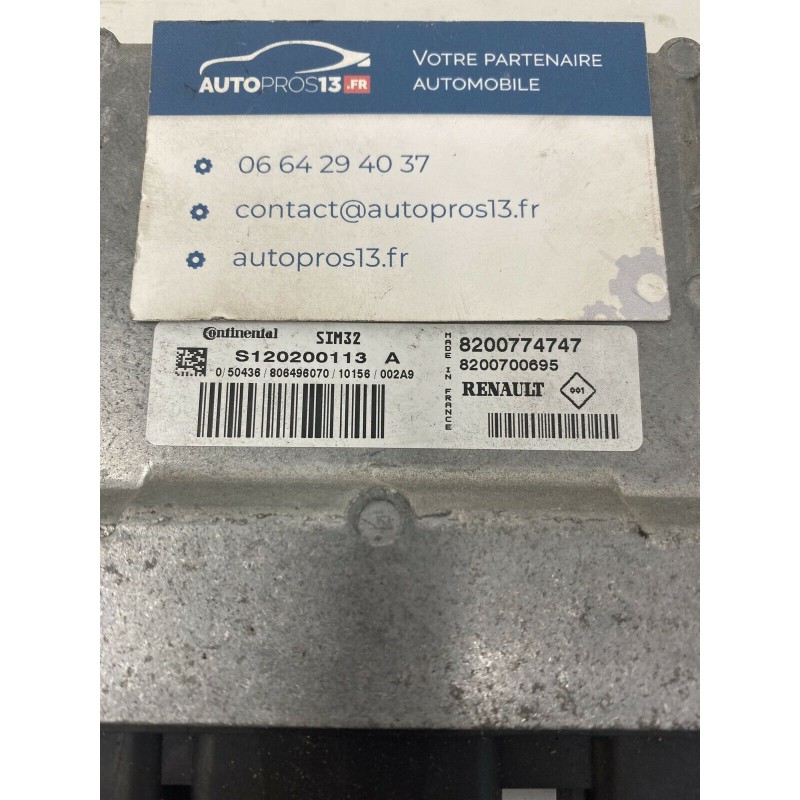 AUTOPROS13.FR
VOTRE PARTENAIRE
AUTOMOBILE
06 64 29 40 37
contact@autopros13.fr
autopros13.fr
Continental SIM32
S120200113 A
0/50436/806496070/10156/002A9
MADE IN FRANCE
8200774747
8200700695
RENAULT 001